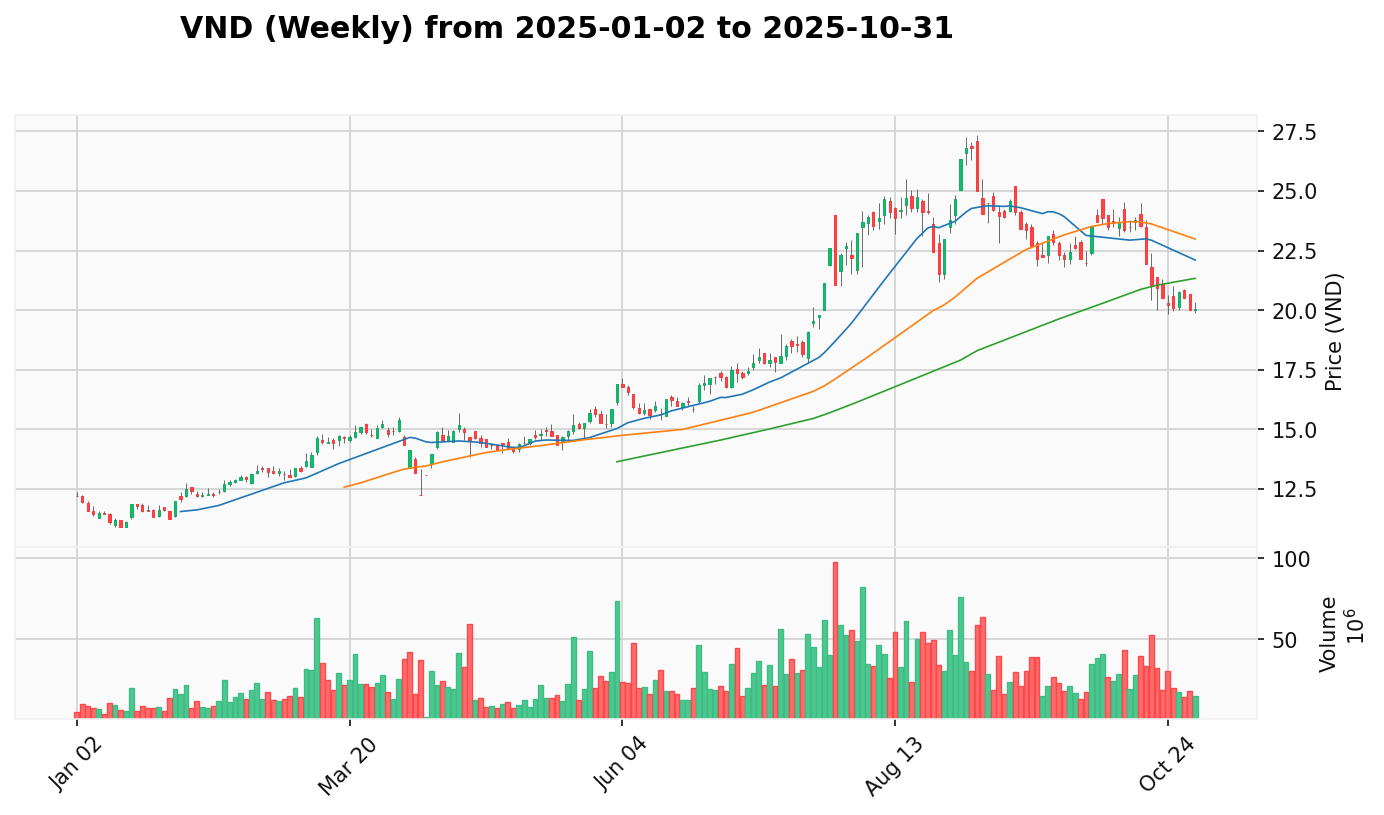 VND (Weekly) from 2025-01-02 to 2025-10-31
27.5
25.0
22.5
20.0
17.5
15.0
12.5
Price (VND)
100
50
Volume
10⁶
Jan 02
Mar 20
Jun 04
Aug 13
Oct 24